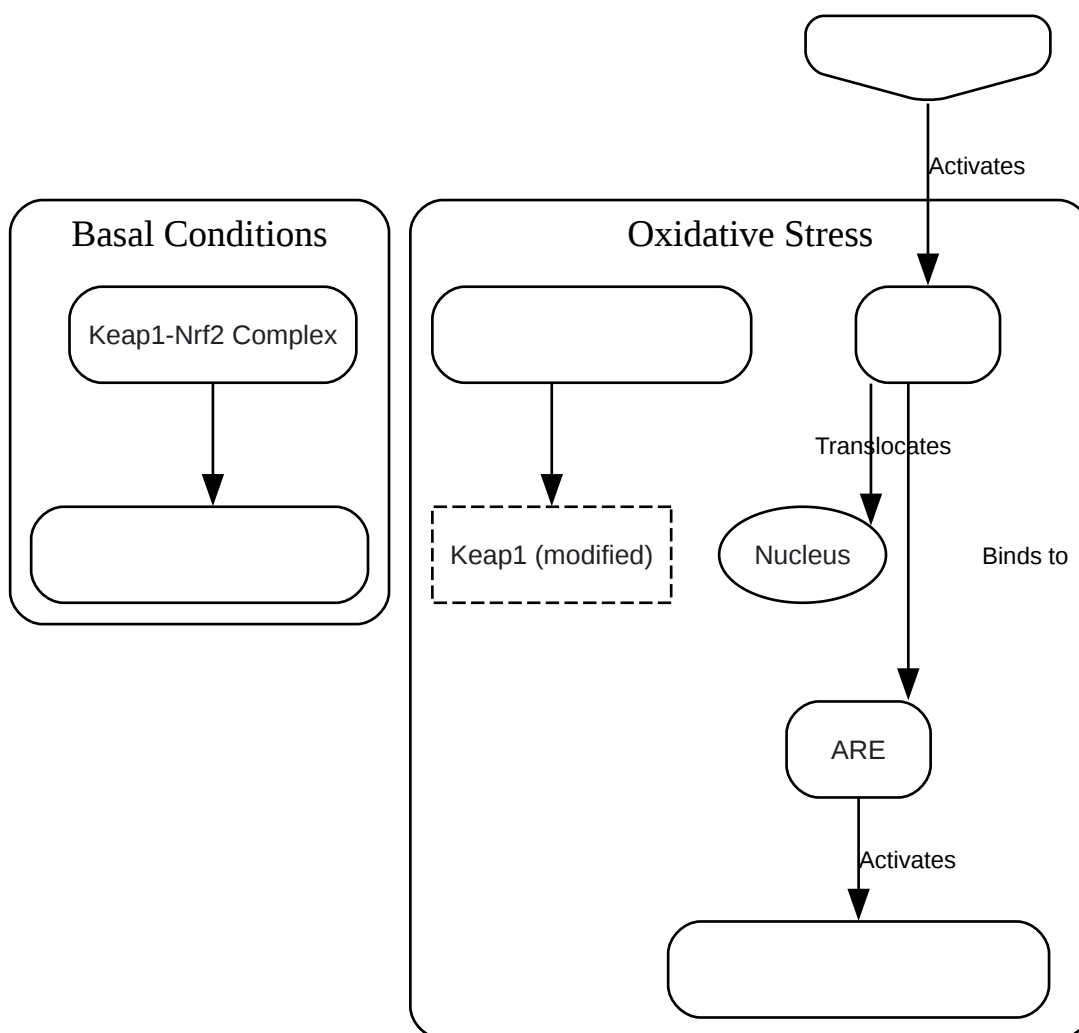 Activates
Basal Conditions
Oxidative Stress
Keap1-Nrf2 Complex
Translocates
Keap1 (modified)
Nucleus
Binds to
ARE
Activates